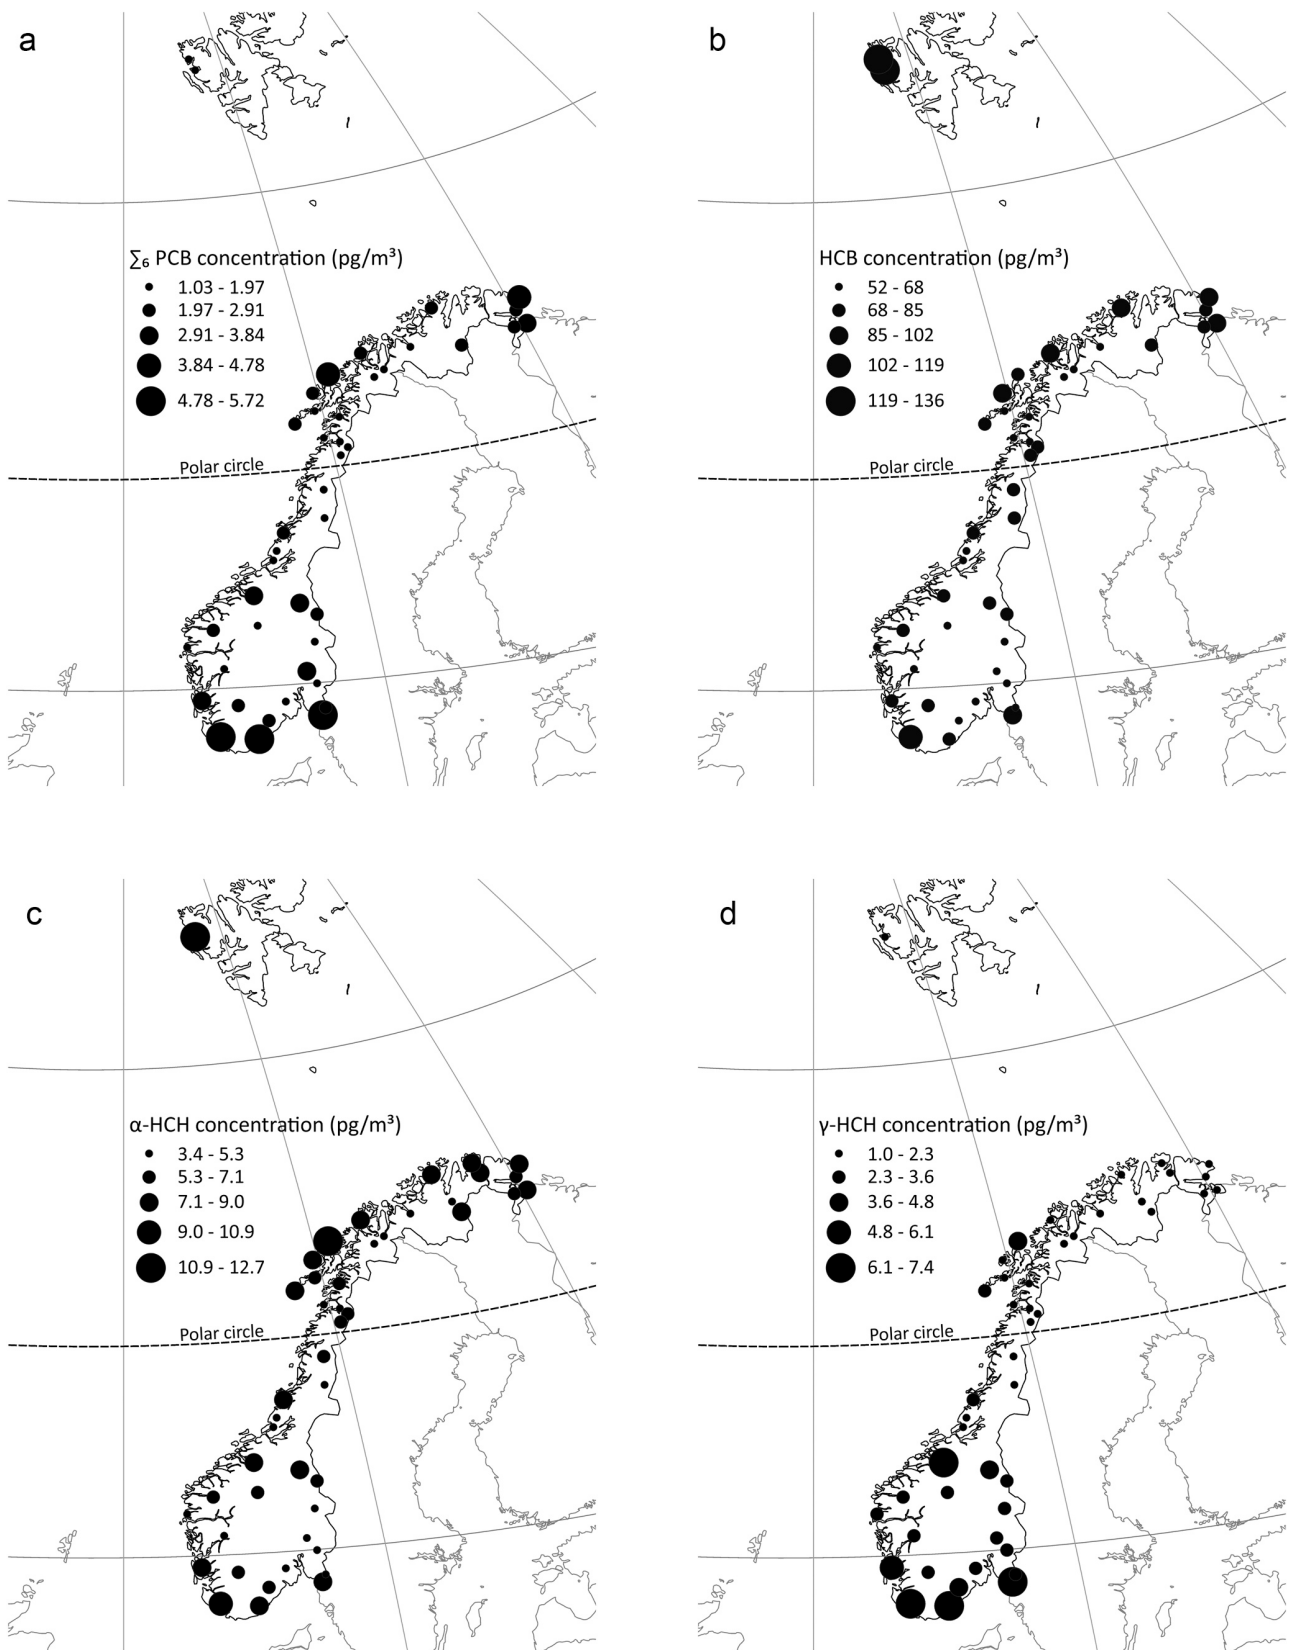 a
∑₆ PCB concentration (pg/m³)
1.03 - 1.97
1.97 - 2.91
2.91 - 3.84
3.84 - 4.78
4.78 - 5.72
Polar circle
b
HCB concentration (pg/m³)
52 - 68
68 - 85
85 - 102
102 - 119
119 - 136
Polar circle
c
α-HCH concentration (pg/m³)
3.4 - 5.3
5.3 - 7.1
7.1 - 9.0
9.0 - 10.9
10.9 - 12.7
Polar circle
d
γ-HCH concentration (pg/m³)
1.0 - 2.3
2.3 - 3.6
3.6 - 4.8
4.8 - 6.1
6.1 - 7.4
Polar circle